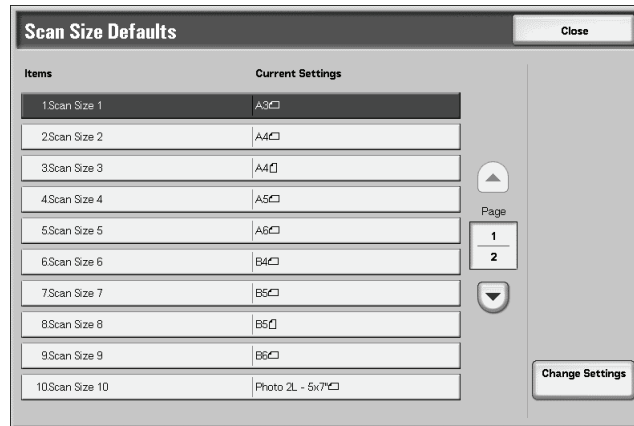 Scan Size Defaults
Close
Items Current Settings
1.Scan Size 1 A3
2.Scan Size 2 A4
3.Scan Size 3 A4
4.Scan Size 4 A5
5.Scan Size 5 A6
6.Scan Size 6 B4
7.Scan Size 7 B5
8.Scan Size 8 B5
9.Scan Size 9 B6
10.Scan Size 10 Photo 2L - 5x7"
Page
1
2
Change Settings